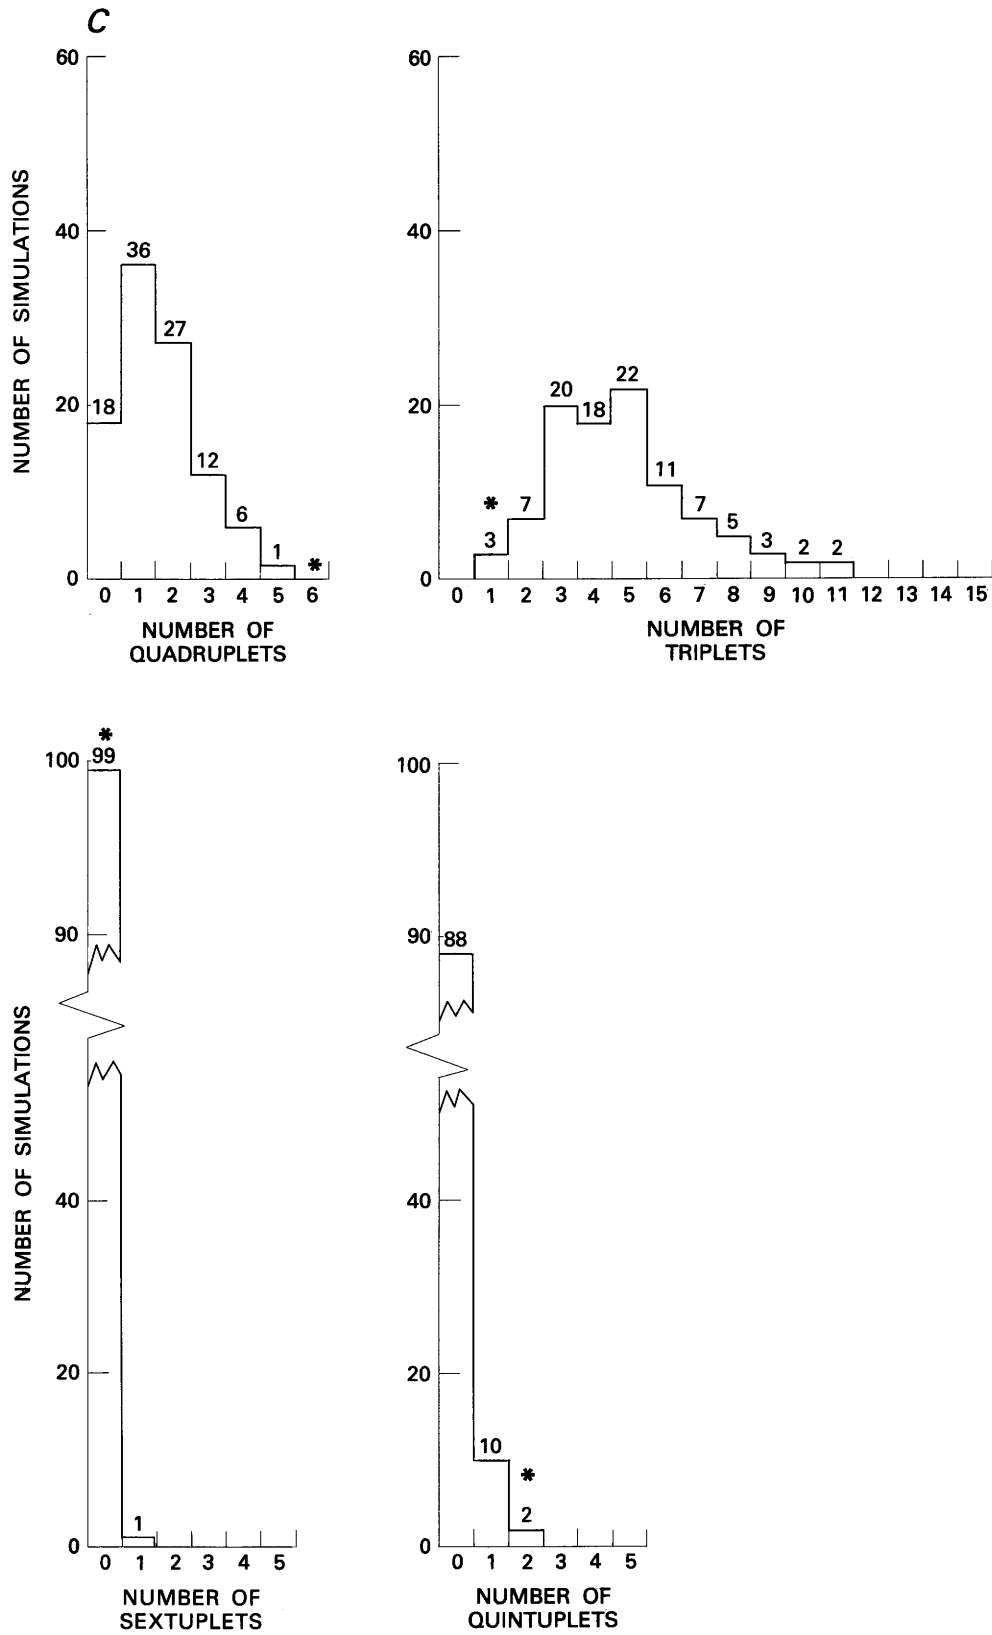 C
NUMBER OF SIMULATIONS
60
40
20
0
18
36
27
12
6
1
*
0 1 2 3 4 5 6
NUMBER OF
QUADRUPLETS
60
40
20
0
*
3
7
20
18
22
11
7
5
3
2
2
0 1 2 3 4 5 6 7 8 9 10 11 12 13 14 15
NUMBER OF
TRIPLETS
NUMBER OF SIMULATIONS
100
90
40
20
0
*
99
1
0 1 2 3 4 5
NUMBER OF
SEXTUPLETS
100
90
40
20
0
88
10
*
2
0 1 2 3 4 5
NUMBER OF
QUINTUPLETS